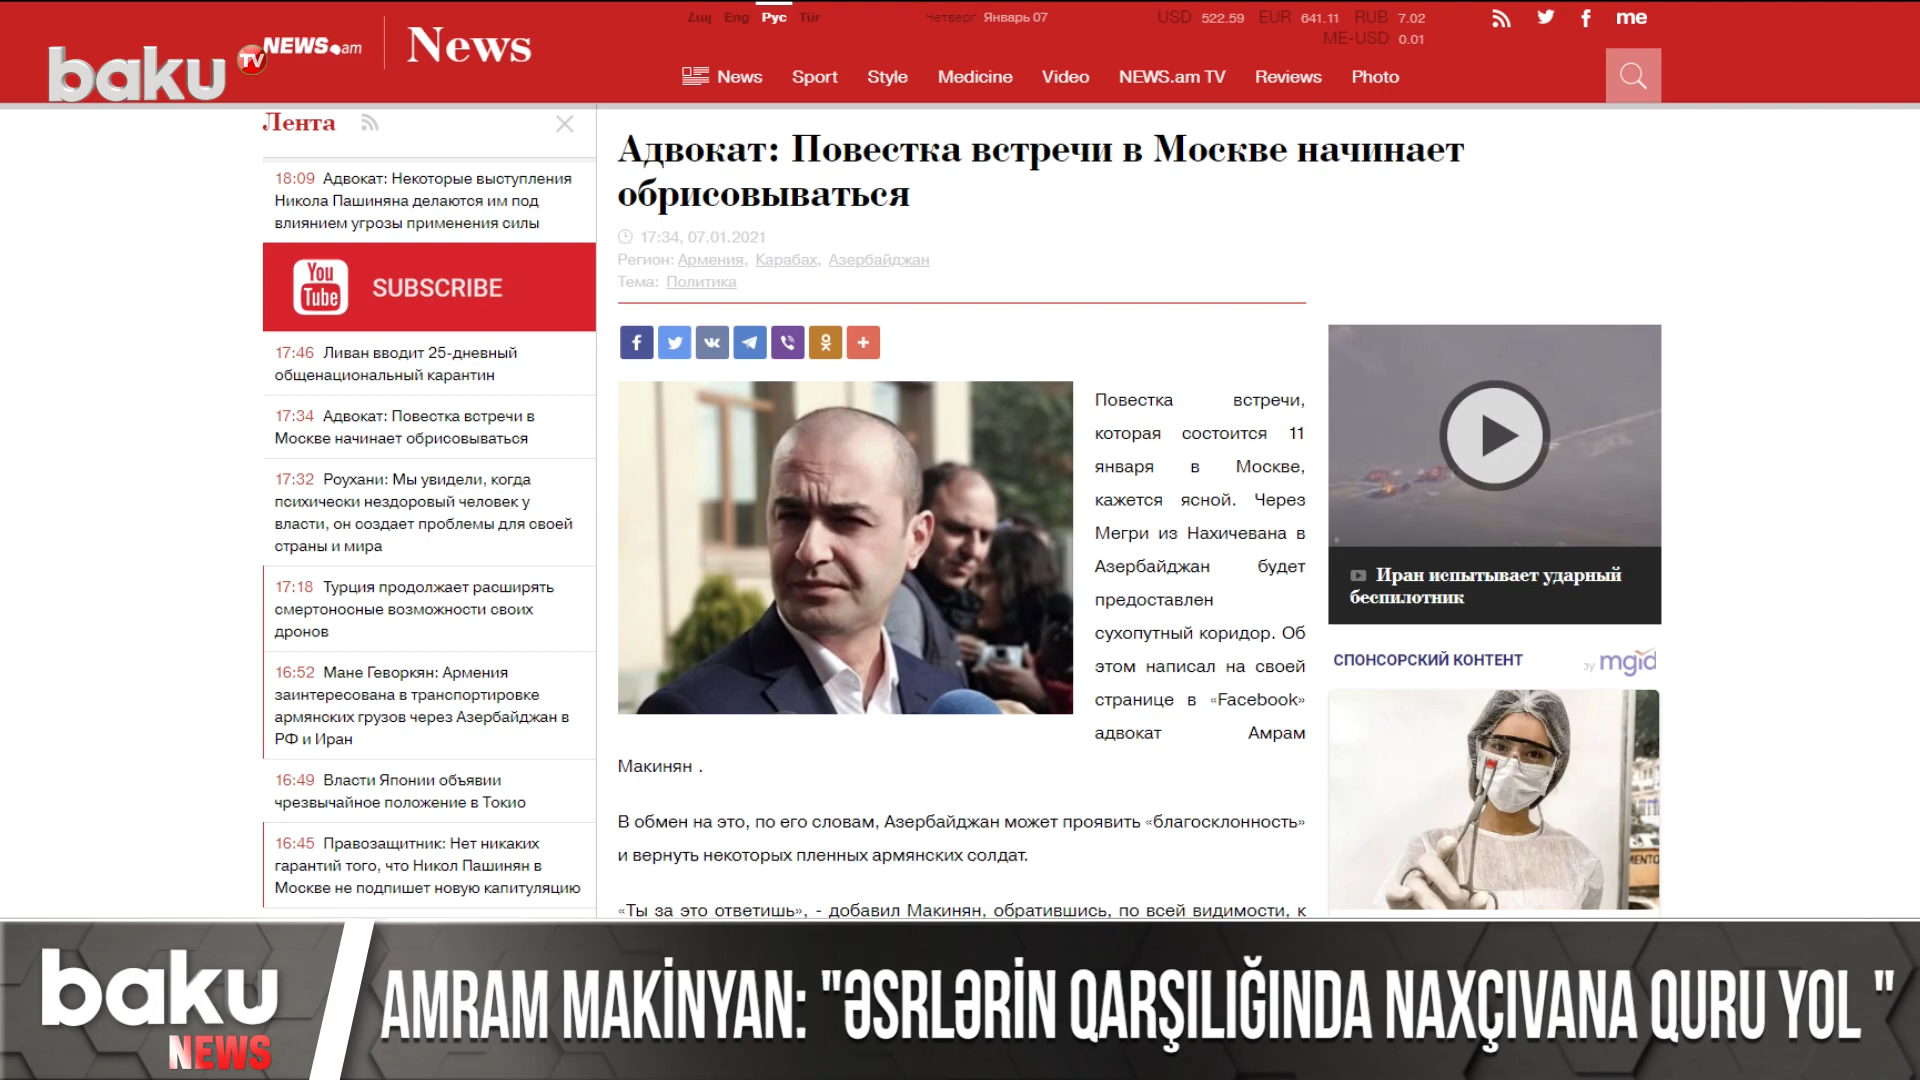 Հայ Eng Рус Tür
Четверг Январь 07
USD 522.59 EUR 641.11 RUB 7.02
ME-USD 0.01
me
baku TV
NEWS.am
News
News Sport Style Medicine Video NEWS.am TV Reviews Photo
Лента
18:09 Адвокат: Некоторые выступления
Никола Пашиняна делаются им под
влиянием угрозы применения силы
You
Tube
SUBSCRIBE
17:46 Ливан вводит 25-дневный
общенациональный карантин
17:34 Адвокат: Повестка встречи в
Москве начинает обрисовываться
17:32 Роухани: Мы увидели, когда
психически нездоровый человек у
власти, он создает проблемы для своей
страны и мира
17:18 Турция продолжает расширять
смертоносные возможности своих
дронов
16:52 Мане Геворкян: Армения
заинтересована в транспортировке
армянских грузов через Азербайджан в
РФ и Иран
16:49 Власти Японии объявии
чрезвычайное положение в Токио
16:45 Правозащитник: Нет никаких
гарантий того, что Никол Пашинян в
Москве не подпишет новую капитуляцию
Адвокат: Повестка встречи в Москве начинает
обрисовываться
17:34, 07.01.2021
Регион: Армения, Карабах, Азербайджан
Тема: Политика
Повестка встречи,
которая состоится 11
января в Москве,
кажется ясной. Через
Мегри из Нахичевана в
Азербайджан будет
предоставлен
сухопутный коридор. Об
этом написал на своей
странице в «Facebook»
адвокат Амрам
Макинян .
В обмен на это, по его словам, Азербайджан может проявить «благосклонность»
и вернуть некоторых пленных армянских солдат.
«Ты за это ответишь», - добавил Макинян, обратившись, по всей видимости, к
Иран испытывает ударный
беспилотник
СПОНСОРСКИЙ КОНТЕНТ
by mgid
baku
NEWS
AMRAM MAKİNYAN: "ƏSRLƏRİN QARŞILIĞINDA NAXÇIVANA QURU YOL "